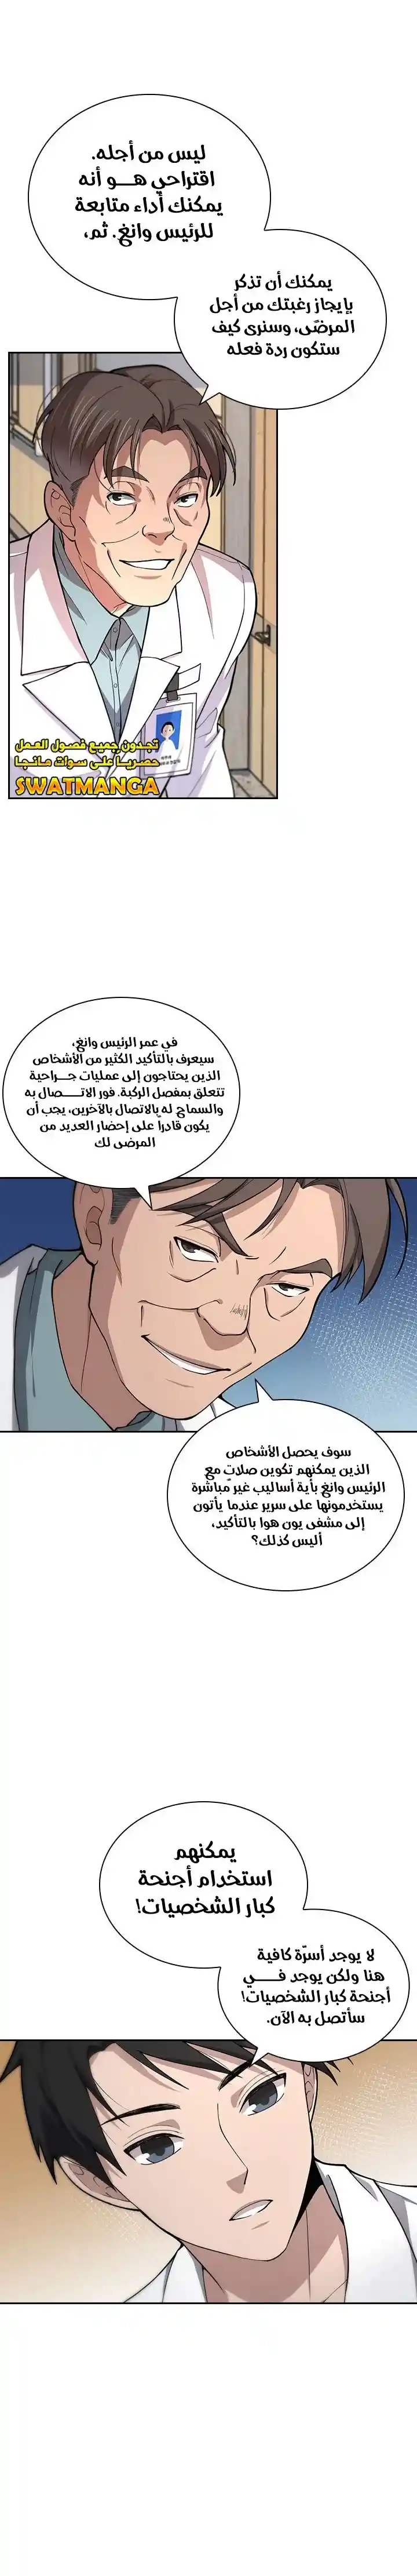 ليس من أجله.
اقتراحي هو أنه
يمكنك أداء متابعة
للرئيس وانغ. ثم،
يمكنك أن تذكر
بإيجاز رغبتك من أجل
المرضى، وسنرى كيف
ستكون ردة فعله
تجدون جميع فصول العمل
حصريا على سوات مانجا
SWATMANGA
في عمر الرئيس وانغ،
سيعرف بالتأكيد الكثير من الأشخاص
الذين يحتاجون إلى عمليات جراحية
تتعلق بمفصل الركبة. فور الاتصال به
والسماح له بالاتصال بالآخرين، يجب أن
يكون قادراً على إحضار العديد من
المرضى لك
سوف يحصل الأشخاص
الذين يمكنهم تكوين صلات مع
الرئيس وانغ بأية أساليب غير مباشرة
يستخدمونها على سرير عندما يأتون
إلى مشفى يون هوا بالتأكيد،
أليس كذلك؟
يمكنهم
استخدام أجنحة
كبار الشخصيات!
لا يوجد أسرّة كافية
هنا ولكن يوجد في
أجنحة كبار الشخصيات!
سأتصل به الآن.